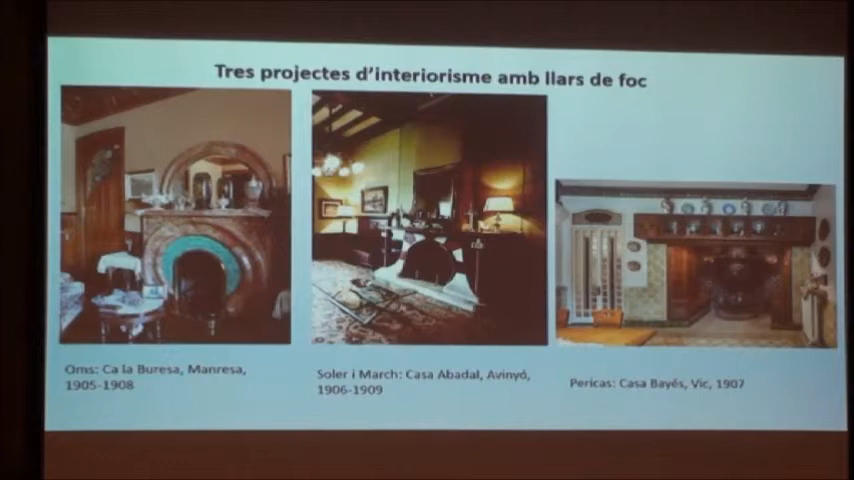 Tres projectes d'interiorisme amb llars de foc
Oms: Ca la Buresa, Manresa,
1905-1908
Soler i March: Casa Abadal, Avinyó,
1906-1909
Pericas: Casa Bayés, Vic, 1907